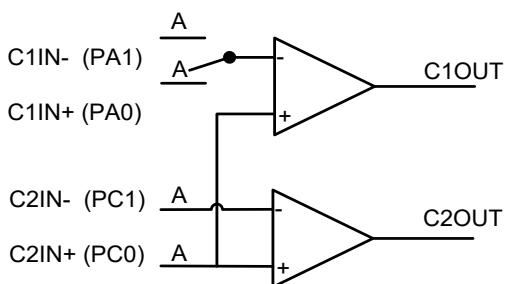 A
C1IN- (PA1)
A
C1OUT
C1IN+ (PA0)
-
+
C2IN- (PC1) A
-
C2OUT
C2IN+ (PC0) A
+